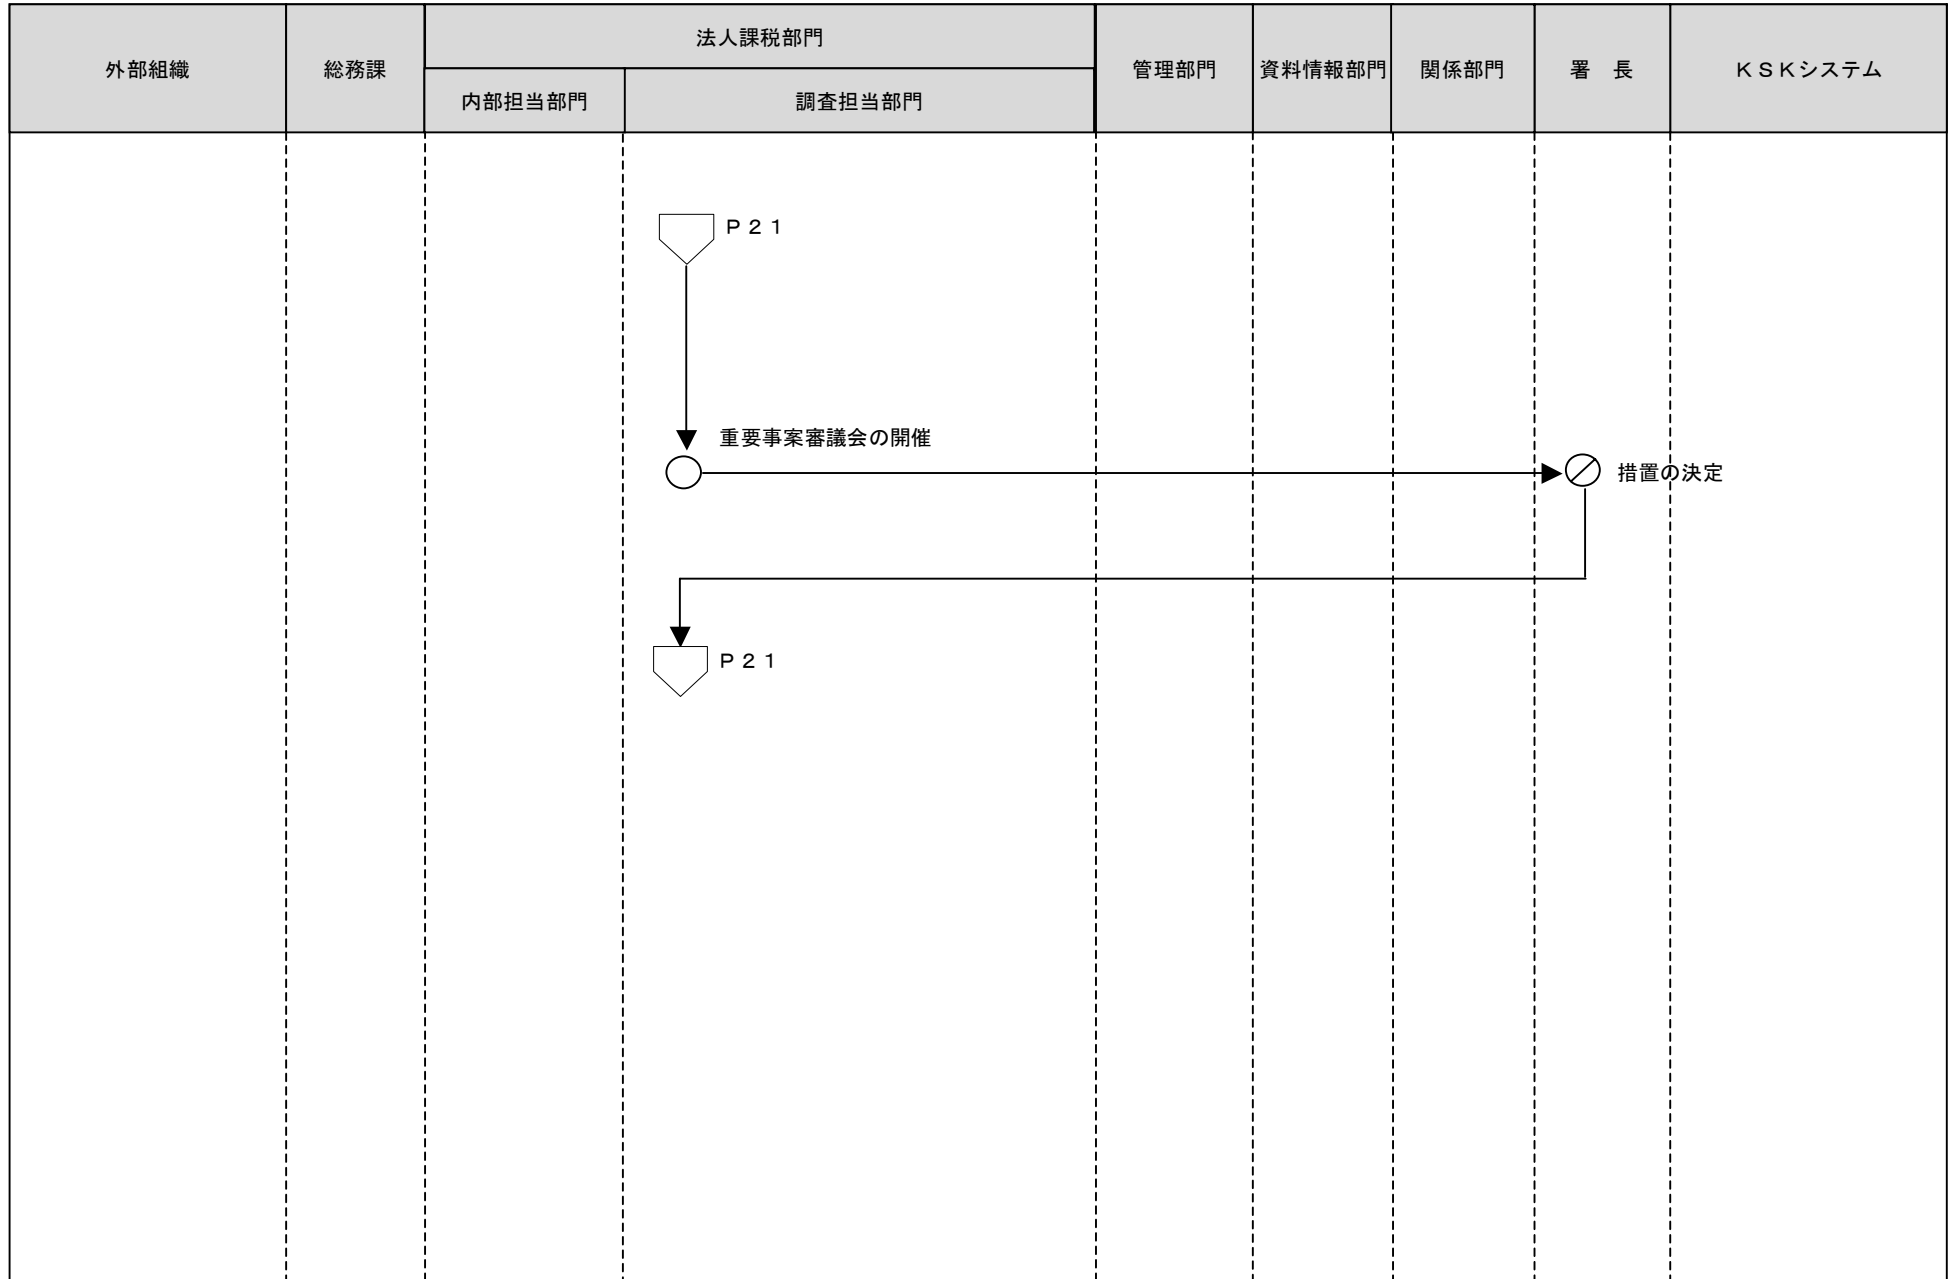 外部組織
総務課
法人課税部門
内部担当部門
調査担当部門
管理部門
資料情報部門
関係部門
署　長
ＫＳＫシステム
Ｐ２１
重要事案審議会の開催
措置の決定
Ｐ２１